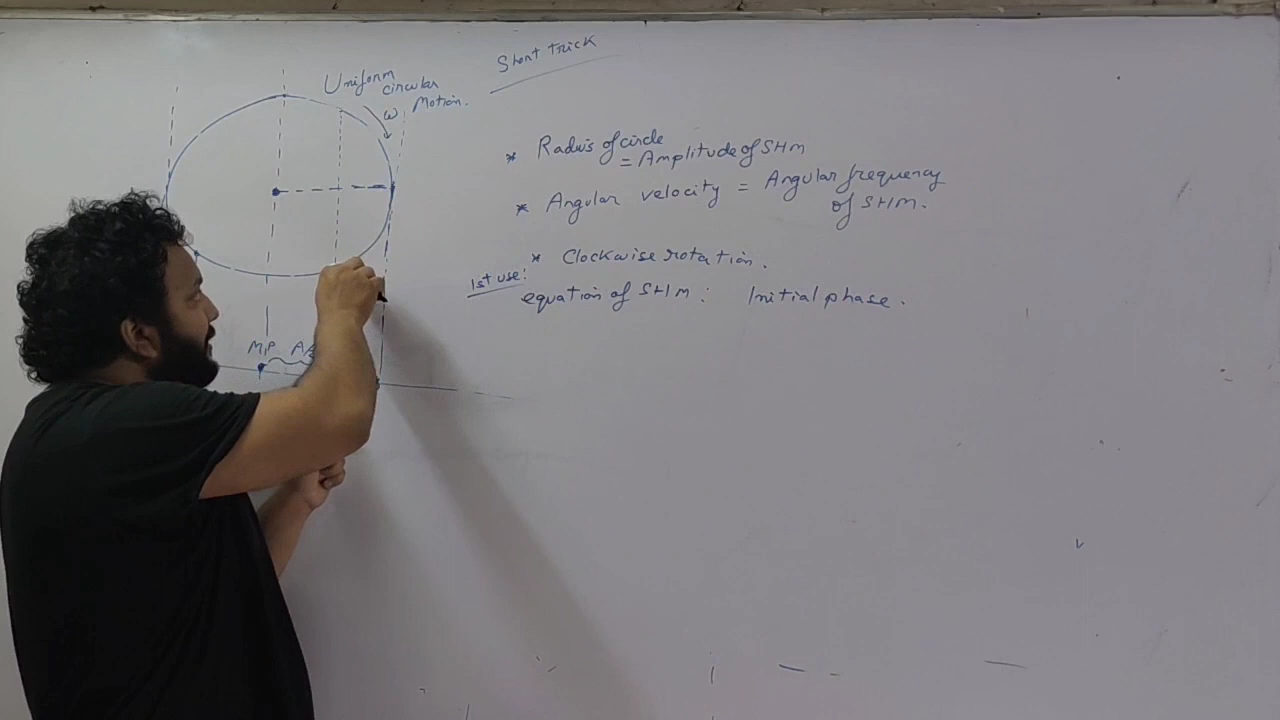 Short trick
Uniform
circular
ω Motion.
* Radius of circle
= Amplitude of SHM
* Angular velocity = Angular frequency
of SHM.
* Clockwise rotation.
1st use:
equation of SHM : Initial phase.
M.P